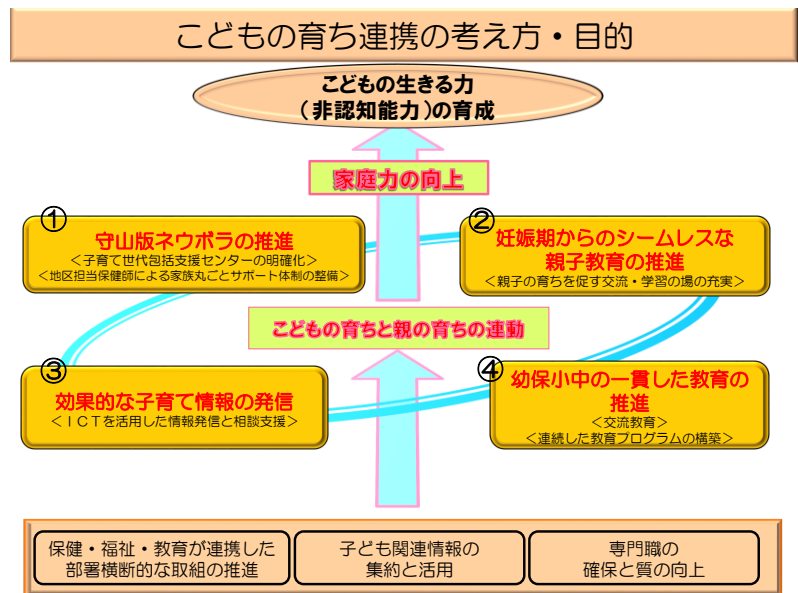 こどもの育ち連携の考え方・目的
こどもの生きる力
（非認知能力）の育成
家庭力の向上
①
守山版ネウボラの推進
＜子育て世代包括支援センターの明確化＞
＜地区担当保健師による家族丸ごとサポート体制の整備＞
②
妊娠期からのシームレスな
親子教育の推進
＜親子の育ちを促す交流・学習の場の充実＞
こどもの育ちと親の育ちの連動
③
効果的な子育て情報の発信
＜ＩＣＴを活用した情報発信と相談支援＞
④
幼保小中の一貫した教育の
推進
＜交流教育＞
＜連続した教育プログラムの構築＞
保健・福祉・教育が連携した
部署横断的な取組の推進
子ども関連情報の
集約と活用
専門職の
確保と質の向上